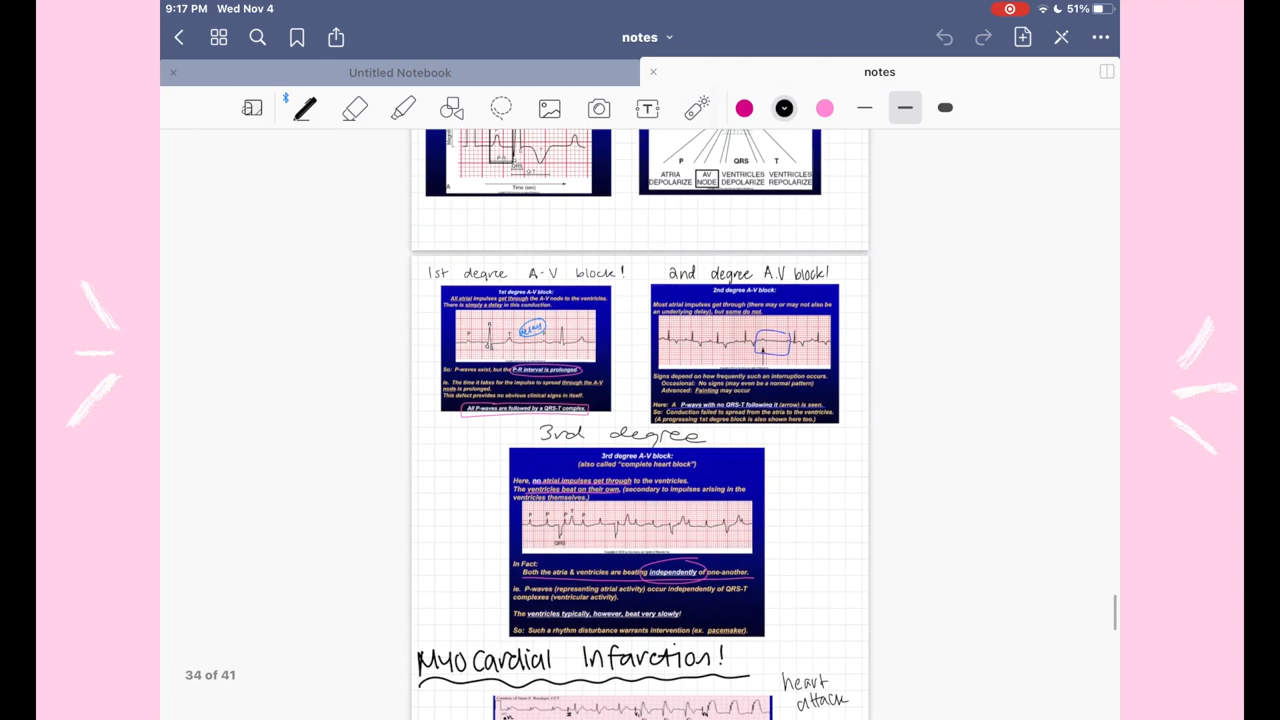 9:17 PM Wed Nov 4
51%
notes
Untitled Notebook
notes
P QRS T
ATRIA DEPOLARIZE
AV NODE
VENTRICLES DEPOLARIZE
VENTRICLES REPOLARIZE
P-R
QRS
Q-T
Time (sec)
A
1st degree A-V block!
2nd degree A.V block!
1st degree A-V block:
All atrial impulses get through the A-V node to the ventricles.
There is simply a delay in this conduction.
P
R
T
delay
So: P-waves exist, but the P-R interval is prolonged
ie. The time it takes for the impulse to spread through the A-V
node is prolonged.
This defect provides no obvious clinical signs in itself.
All P-waves are followed by a QRS-T complex.
2nd degree A-V block:
Most atrial impulses get through (there may or may not also be
an underlying delay), but some do not.
Signs depend on how frequently such an interruption occurs.
Occasional: No signs (may even be a normal pattern)
Advanced: Fainting may occur
Here: A P-wave with no QRS-T following it (arrow) is seen.
So: Conduction failed to spread from the atria to the ventricles.
(A progressing 1st degree block is also shown here too.)
3rd degree
3rd degree A-V block:
(also called "complete heart block")
Here, no atrial impulses get through to the ventricles.
The ventricles beat on their own, (secondary to impulses arising in the
ventricles themselves.)
P P P T P
QRS
In Fact:
Both the atria & ventricles are beating independently of one-another.
ie. P-waves (representing atrial activity) occur independently of QRS-T
complexes (ventricular activity).
The ventricles typically, however, beat very slowly!
So: Such a rhythm disturbance warrants intervention (ex. pacemaker).
Myocardial Infarction!
heart
attack
34 of 41